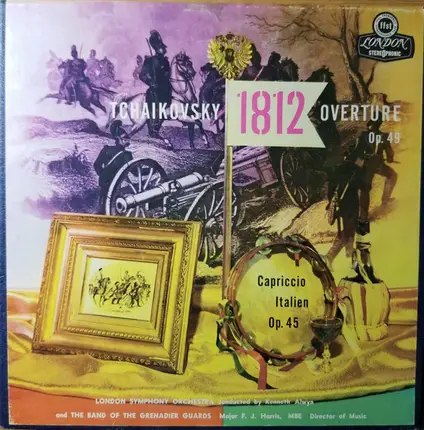 ffss
LONDON
STEREOPHONIC
TCHAIKOVSKY 1812 OVERTURE
Op. 49
Capriccio
Italien
Op. 45
LONDON SYMPHONY ORCHESTRA conducted by Kenneth Alwyn
and THE BAND OF THE GRENADIER GUARDS Major F. J. Harris, MBE Director of Music